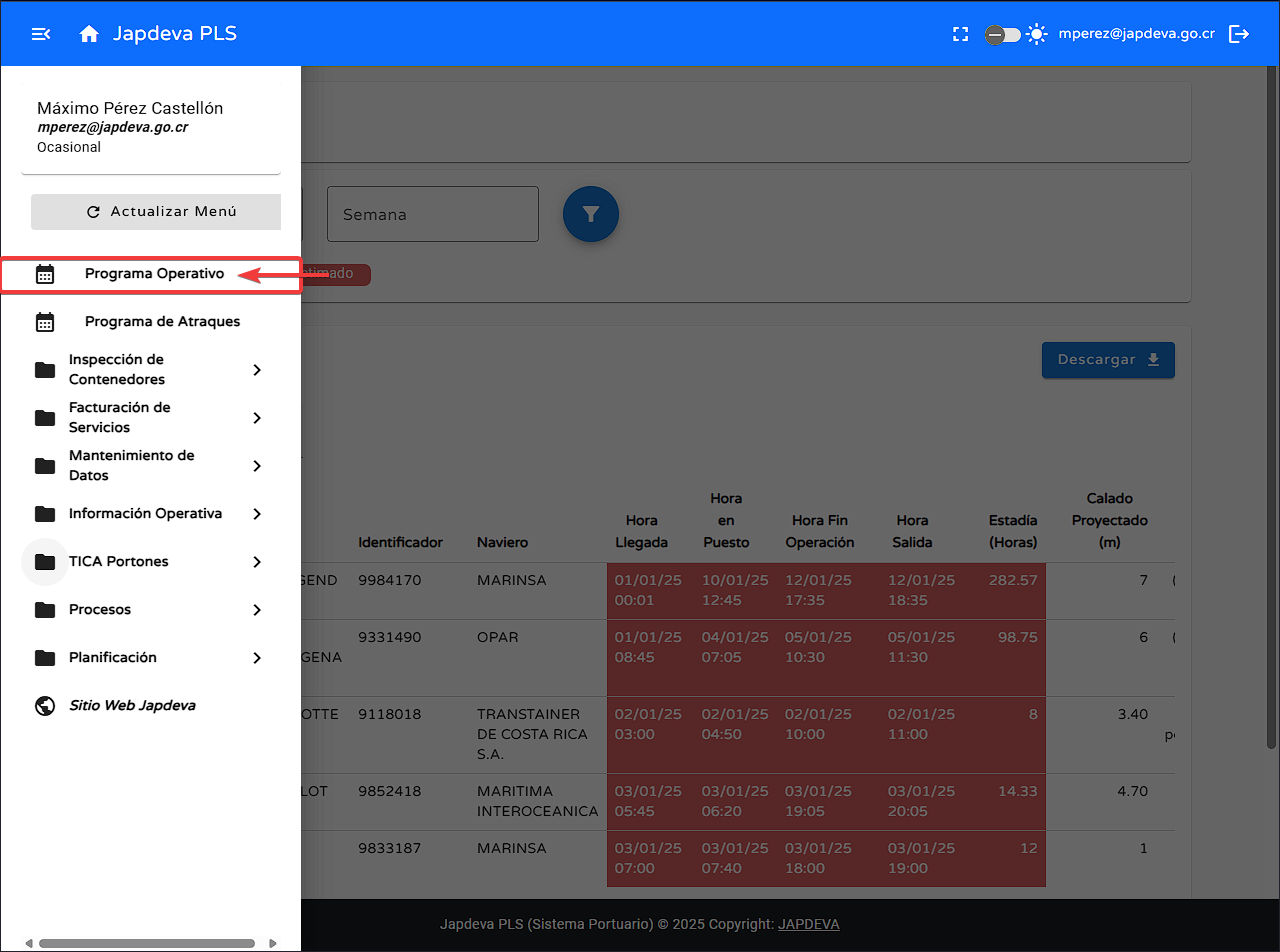 Japdeva PLS
mperez@japdeva.go.cr
Máximo Pérez Castellón
mperez@japdeva.go.cr
Ocasional
Actualizar Menú
Semana
Programa Operativo
Programa de Atraques
Inspección de
Contenedores
Facturación de
Servicios
Mantenimiento de
Datos
Información Operativa
TICA Portones
Procesos
Planificación
Sitio Web Japdeva
Descargar
Identificador
Naviero
Hora
Llegada
Hora
en
Puesto
Hora Fin
Operación
Hora
Salida
Estadía
(Horas)
Calado
Proyectado
(m)
9984170 MARINSA 01/01/25 10/01/25 12/01/25 12/01/25 282.57 7
00:01 12:45 17:35 18:35
9331490 OPAR 01/01/25 04/01/25 05/01/25 05/01/25 98.75 6
GENA 08:45 07:05 10:30 11:30
OTTE 9118018 TRANSTAINER 02/01/25 02/01/25 02/01/25 02/01/25 8 3.40
DE COSTA RICA 03:00 04:50 10:00 11:00
S.A.
LOT 9852418 MARITIMA 03/01/25 03/01/25 03/01/25 03/01/25 14.33 4.70
INTEROCEANICA 05:45 06:20 19:05 20:05
9833187 MARINSA 03/01/25 03/01/25 03/01/25 03/01/25 12 1
07:00 07:40 18:00 19:00
Japdeva PLS (Sistema Portuario) © 2025 Copyright: JAPDEVA